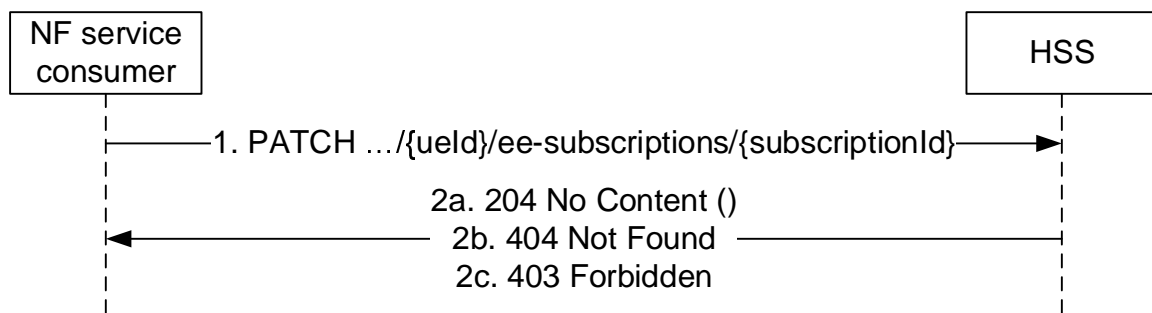 NF service
consumer
HSS
1. PATCH …/{ueId}/ee-subscriptions/{subscriptionId}
2a. 204 No Content ()
2b. 404 Not Found
2c. 403 Forbidden